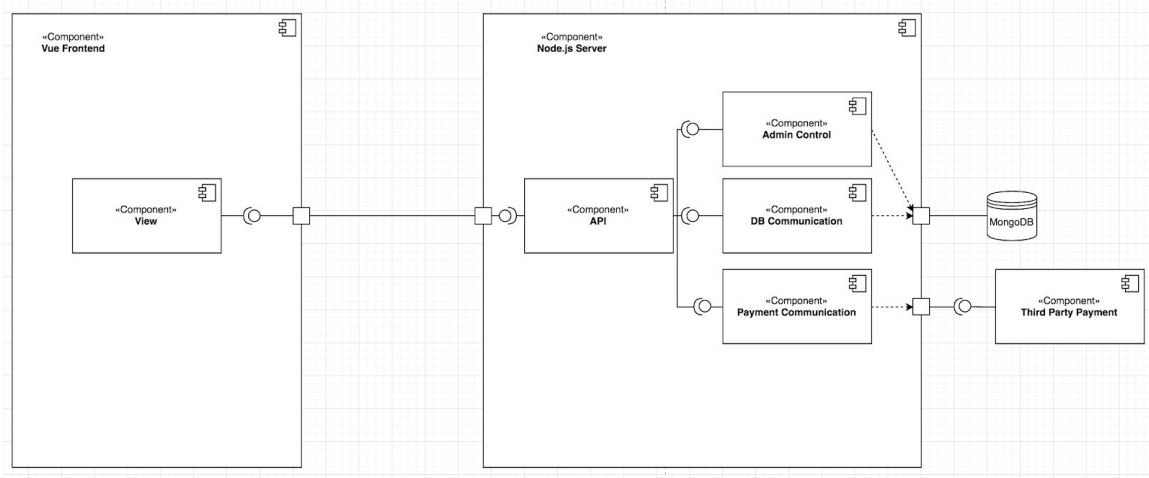 «Component»
Vue Frontend
«Component»
View
«Component»
Node.js Server
«Component»
API
«Component»
Admin Control
«Component»
DB Communication
«Component»
Payment Communication
MongoDB
«Component»
Third Party Payment